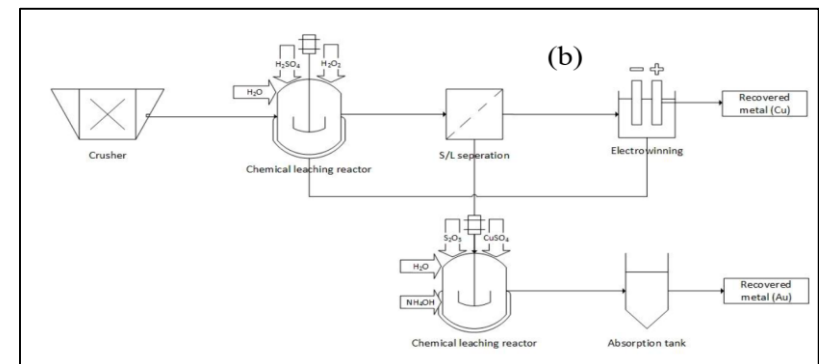 (b)
H₂SO₄
H₂O₂
H₂O
Crusher
Chemical leaching reactor
S/L seperation
Electrowinning
Recovered
metal (Cu)
S₂O₃
CuSO₄
H₂O
NH₄OH
Chemical leaching reactor
Absorption tank
Recovered
metal (Au)